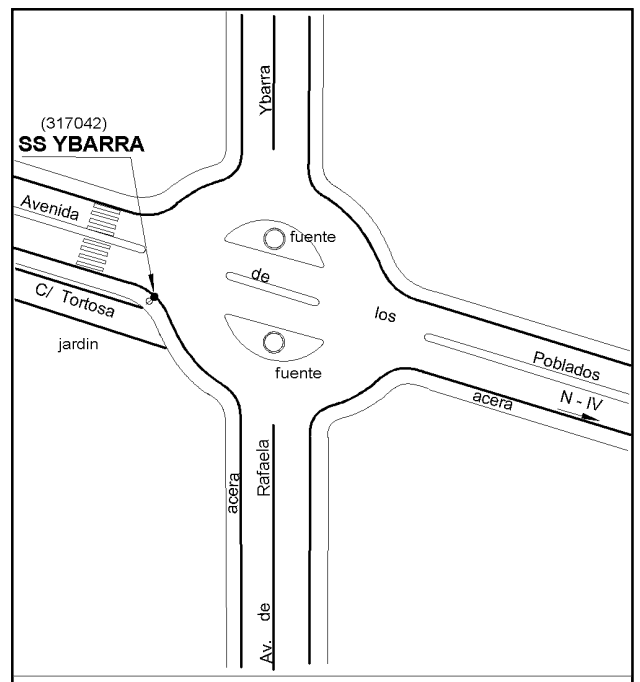 Ybarra
(317042)
SS YBARRA
Avenida
fuente
de
C/ Tortosa
los
jardin
fuente
Poblados
N - IV
acera
acera
Av. de Rafaela